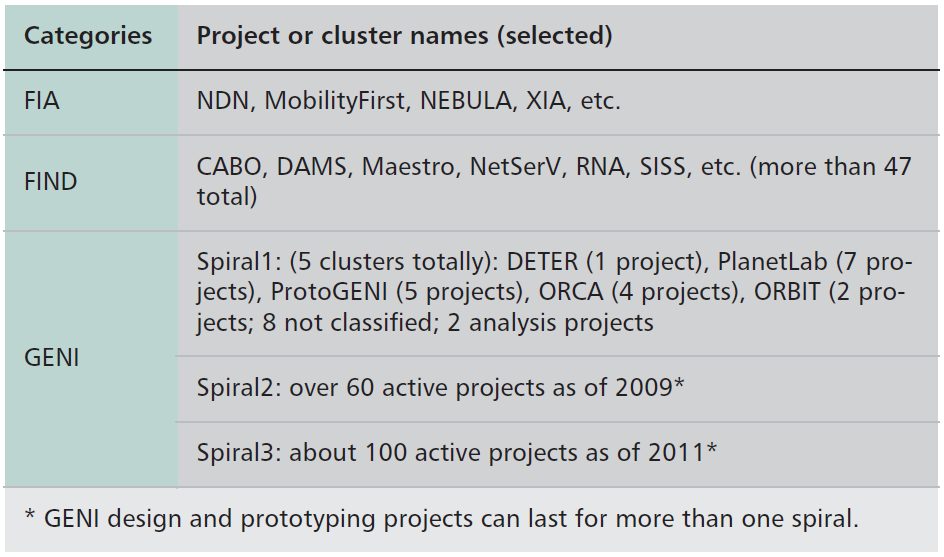 Categories Project or cluster names (selected)
FIA NDN, MobilityFirst, NEBULA, XIA, etc.
FIND CABO, DAMS, Maestro, NetSerV, RNA, SISS, etc. (more than 47
total)
GENI
Spiral1: (5 clusters totally): DETER (1 project), PlanetLab (7 pro-
jects), ProtoGENI (5 projects), ORCA (4 projects), ORBIT (2 pro-
jects; 8 not classified; 2 analysis projects
Spiral2: over 60 active projects as of 2009*
Spiral3: about 100 active projects as of 2011*
* GENI design and prototyping projects can last for more than one spiral.